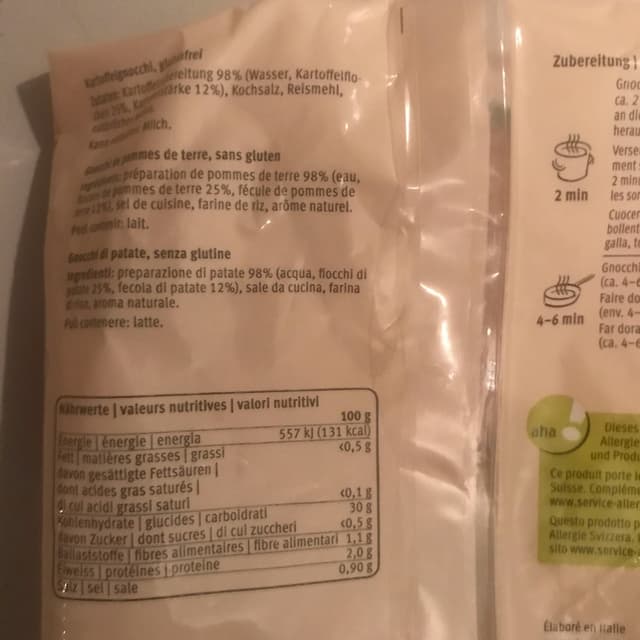 Kartoffelgnocchi, glutenfrei
Zutaten: Kartoffelzubereitung 98% (Wasser, Kartoffelflo-
cken 25%, Kartoffelstärke 12%), Kochsalz, Reismehl,
Milch.
Gnocchi de pommes de terre, sans gluten
Ingrédients: préparation de pommes de terre 98% (eau,
flocons de pommes de terre 25%, fécule de pommes de
terre 12%), sel de cuisine, farine de riz, arôme naturel.
Peut contenir: lait.
Gnocchi di patate, senza glutine
Ingredienti: preparazione di patate 98% (acqua, fiocchi di
patate 25%, fecola di patate 12%), sale da cucina, farina
di riso, aroma naturale.
Può contenere: latte.
Nährwerte | valeurs nutritives | valori nutritivi
100 g
Energie | énergie | energia 557 kJ (131 kcal)
Fett | matières grasses | grassi <0,5 g
davon gesättigte Fettsäuren |
dont acides gras saturés |
di cui acidi grassi saturi <0,1 g
Kohlenhydrate | glucides | carboidrati 30 g
davon Zucker | dont sucres | di cui zuccheri <0,5 g
Ballaststoffe | fibres alimentaires | fibre alimentari 1,1 g
Eiweiss | protéines | proteine 2,0 g
Salz | sel | sale 0,90 g
Zubereitung |
Gnoc
ca. 2
an di
herau
Verse
ment
2 min
les sor
2 min
Cuocer
bollent
galla, t
Gnocchi
(ca. 4-6
Faire do
(env. 4-
Far dora
(ca. 4-6
4-6 min
aha
Dieses
Allergie
und Produ
Ce produit porte l
Suisse. Complém
www.service-aller
Questo prodotto p
Allergie Svizzera.
sito www.service-
Élaboré en Italie